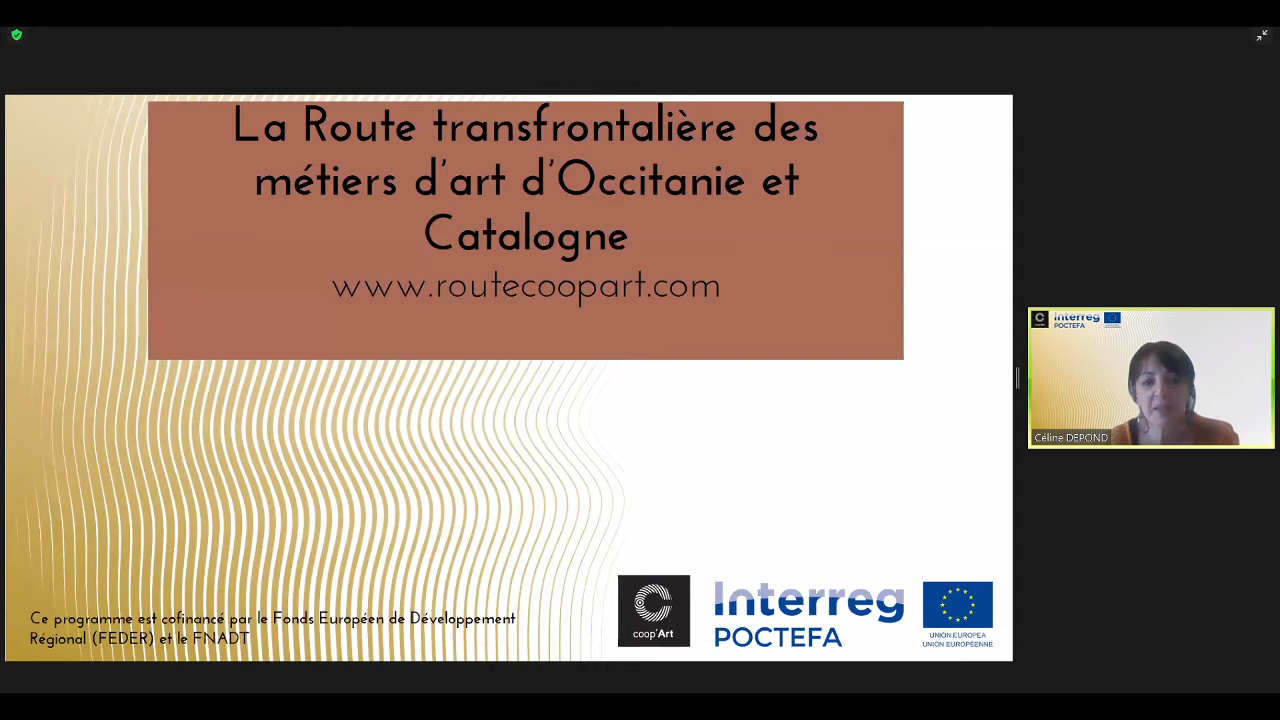 La Route transfrontalière des
métiers d'art d'Occitanie et
Catalogne
www.routecoopart.com
Ce programme est cofinancé par le Fonds Européen de Développement
Régional (FEDER) et le FNADT
coop'Art
Interreg
POCTEFA
UNIÓN EUROPEA
UNION EUROPÉENNE
Interreg
POCTEFA
Céline DEPOND